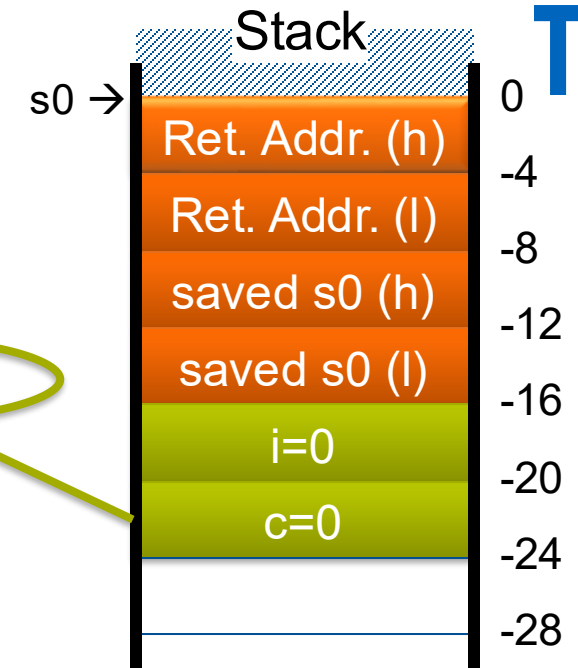 Stack
T
s0 →
0
Ret. Addr. (h)
-4
Ret. Addr. (l)
-8
saved s0 (h)
-12
saved s0 (l)
-16
i=0
-20
c=0
-24
-28